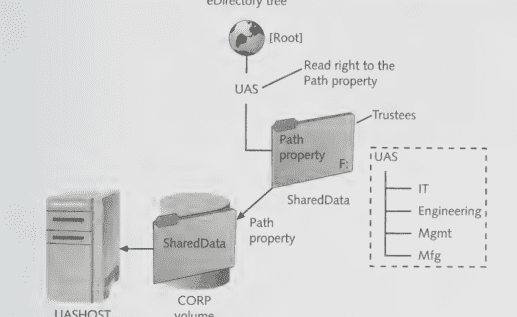 eDirectory tree
[Root]
Read right to the
Path property
UAS
Trustees
Path
property
F:
UAS
IT
Engineering
Mgmt
Mfg
SharedData
Path
property
SharedData
UASHOST
CORP
volume